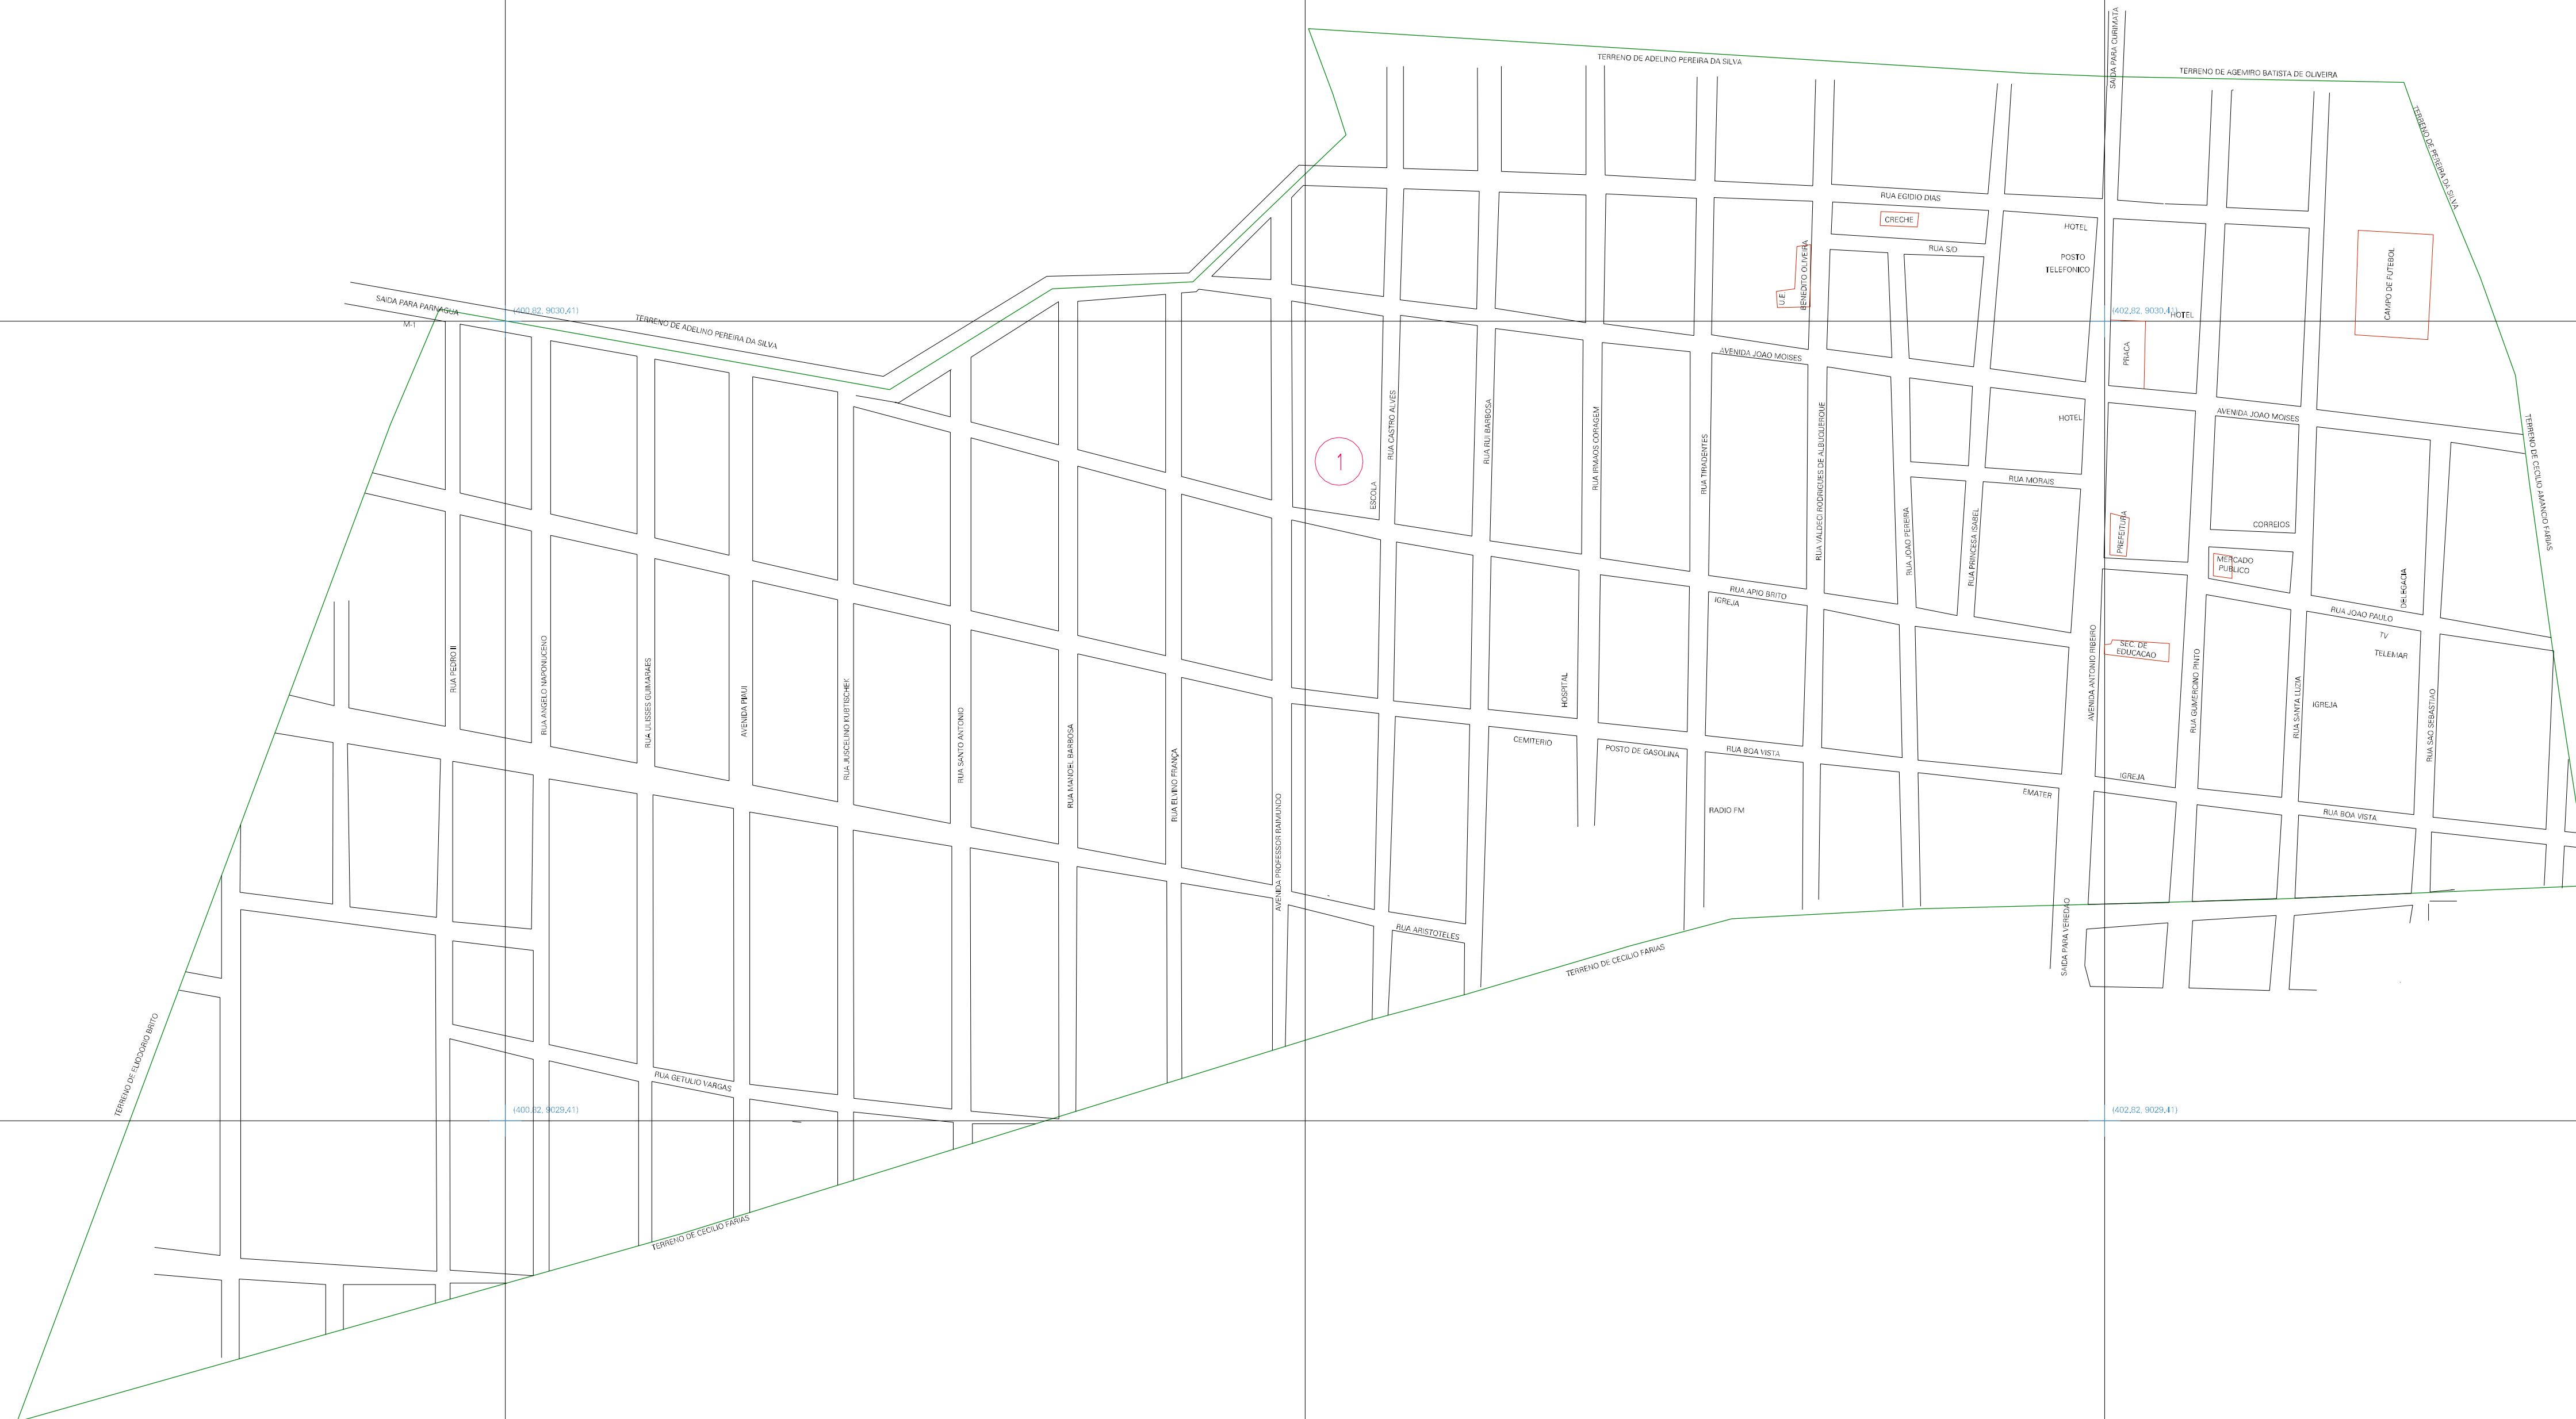 SAIDA PARA CURIMATA
TERRENO DE ADELINO PEREIRA DA SILVA
TERRENO DE AGEMIRO BATISTA DE OLIVEIRA
TERRENO DE PEREIRA DA SILVA
RUA EGIDIO DIAS
CRECHE
HOTEL
RUA S/D
POSTO
TELEFONICO
U.E.
BENEDITO OLIVEIRA
CAMPO DE FUTEBOL
SAIDA PARA PARNAGUA
M-1
(400,82, 9030,41)
TERRENO DE ADELINO PEREIRA DA SILVA
(402,82, 9030,41)
HOTEL
PRACA
AVENIDA JOAO MOISES
HOTEL
AVENIDA JOAO MOISES
TERRENO DE CECILIO AMANCIO FARIAS
1
ESCOLA
RUA CASTRO ALVES
RUA RUI BARBOSA
RUA IRMAOS CORAGEM
RUA TIRADENTES
RUA VALDECI RODRIGUES DE ALBUQUERQUE
RUA JOAO PEREIRA
RUA PRINCESA ISABEL
RUA MORAIS
PREFEITURA
CORREIOS
MERCADO
PUBLICO
DELEGACIA
RUA APIO BRITO
IGREJA
RUA JOAO PAULO
TV
TELEMAR
SEC. DE
EDUCACAO
RUA PEDRO II
RUA ANGELO NAPONUCENO
RUA ULISSES GUIMARAES
AVENIDA PIAUI
RUA JUSCELINO KUBTISCHEK
RUA SANTO ANTONIO
RUA MANOEL BARBOSA
RUA ELVINO FRANÇA
AVENIDA PROFESSOR RAIMUNDO
HOSPITAL
AVENIDA ANTONIO RIBEIRO
RUA GUMERCINO PINTO
RUA SANTA LUZIA
IGREJA
RUA SAO SEBASTIAO
CEMITERIO
POSTO DE GASOLINA
RUA BOA VISTA
IGREJA
EMATER
RADIO FM
RUA BOA VISTA
RUA ARISTOTELES
TERRENO DE CECILIO FARIAS
SAIDA PARA VEREDAO
TERRENO DE ELIODORIO BRITO
RUA GETULIO VARGAS
(400,82, 9029,41)
(402,82, 9029,41)
TERRENO DE CECILIO FARIAS